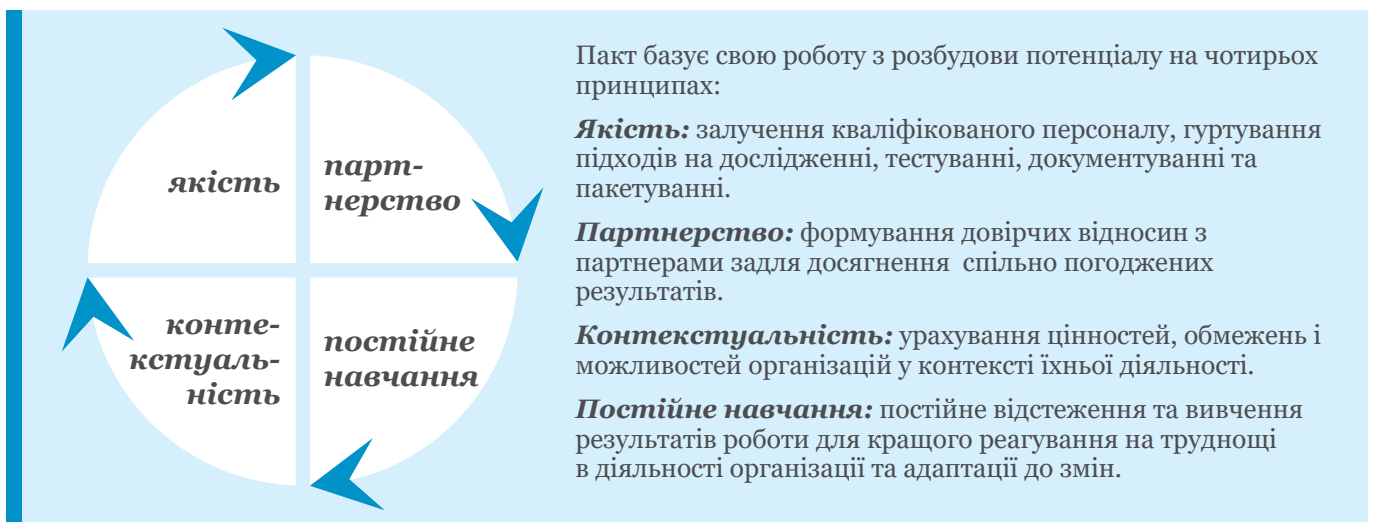 якість
парт-
нерство
конте-
кстуаль-
ність
постійне
навчання
Пакт базує свою роботу з розбудови потенціалу на чотирьох
принципах:
Якість: залучення кваліфікованого персоналу, гуртування
підходів на дослідженні, тестуванні, документуванні та
пакетуванні.
Партнерство: формування довірчих відносин з
партнерами задля досягнення спільно погоджених
результатів.
Контекстуальність: урахування цінностей, обмежень і
можливостей організацій у контексті їхньої діяльності.
Постійне навчання: постійне відстеження та вивчення
результатів роботи для кращого реагування на труднощі
в діяльності організації та адаптації до змін.